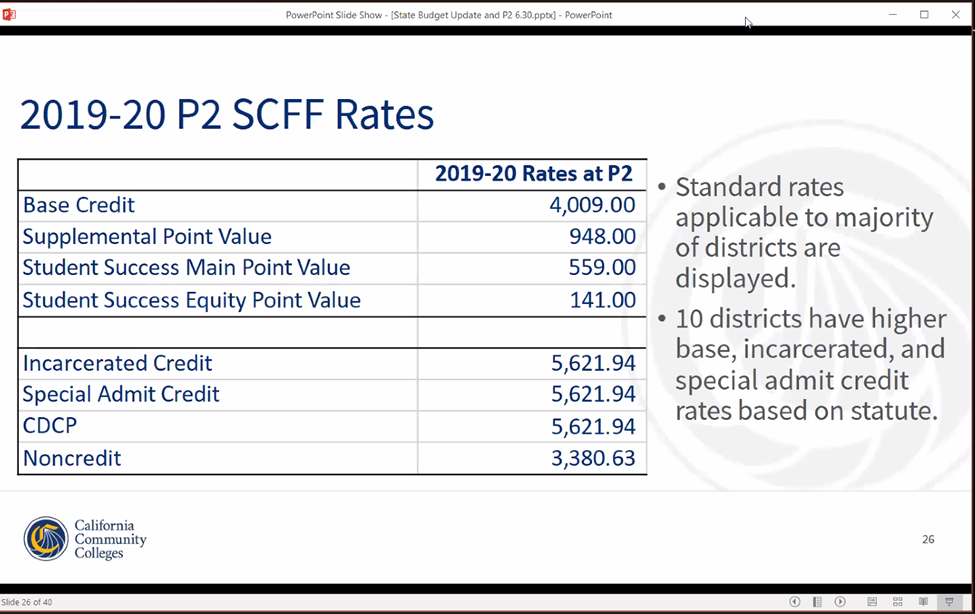 PowerPoint Slide Show - [State Budget Update and P2 6.30.pptx] - PowerPoint
2019-20 P2 SCFF Rates
2019-20 Rates at P2
Base Credit 4,009.00
Supplemental Point Value 948.00
Student Success Main Point Value 559.00
Student Success Equity Point Value 141.00
Incarcerated Credit 5,621.94
Special Admit Credit 5,621.94
CDCP 5,621.94
Noncredit 3,380.63
• Standard rates
applicable to majority
of districts are
displayed.
• 10 districts have higher
base, incarcerated, and
special admit credit
rates based on statute.
California
Community
Colleges
26
Slide 26 of 40